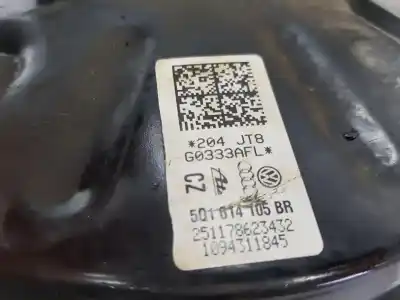 *204 JT8
G0333AFL*
CZ
5Q1 614 105 BR
251178623432
1094311845